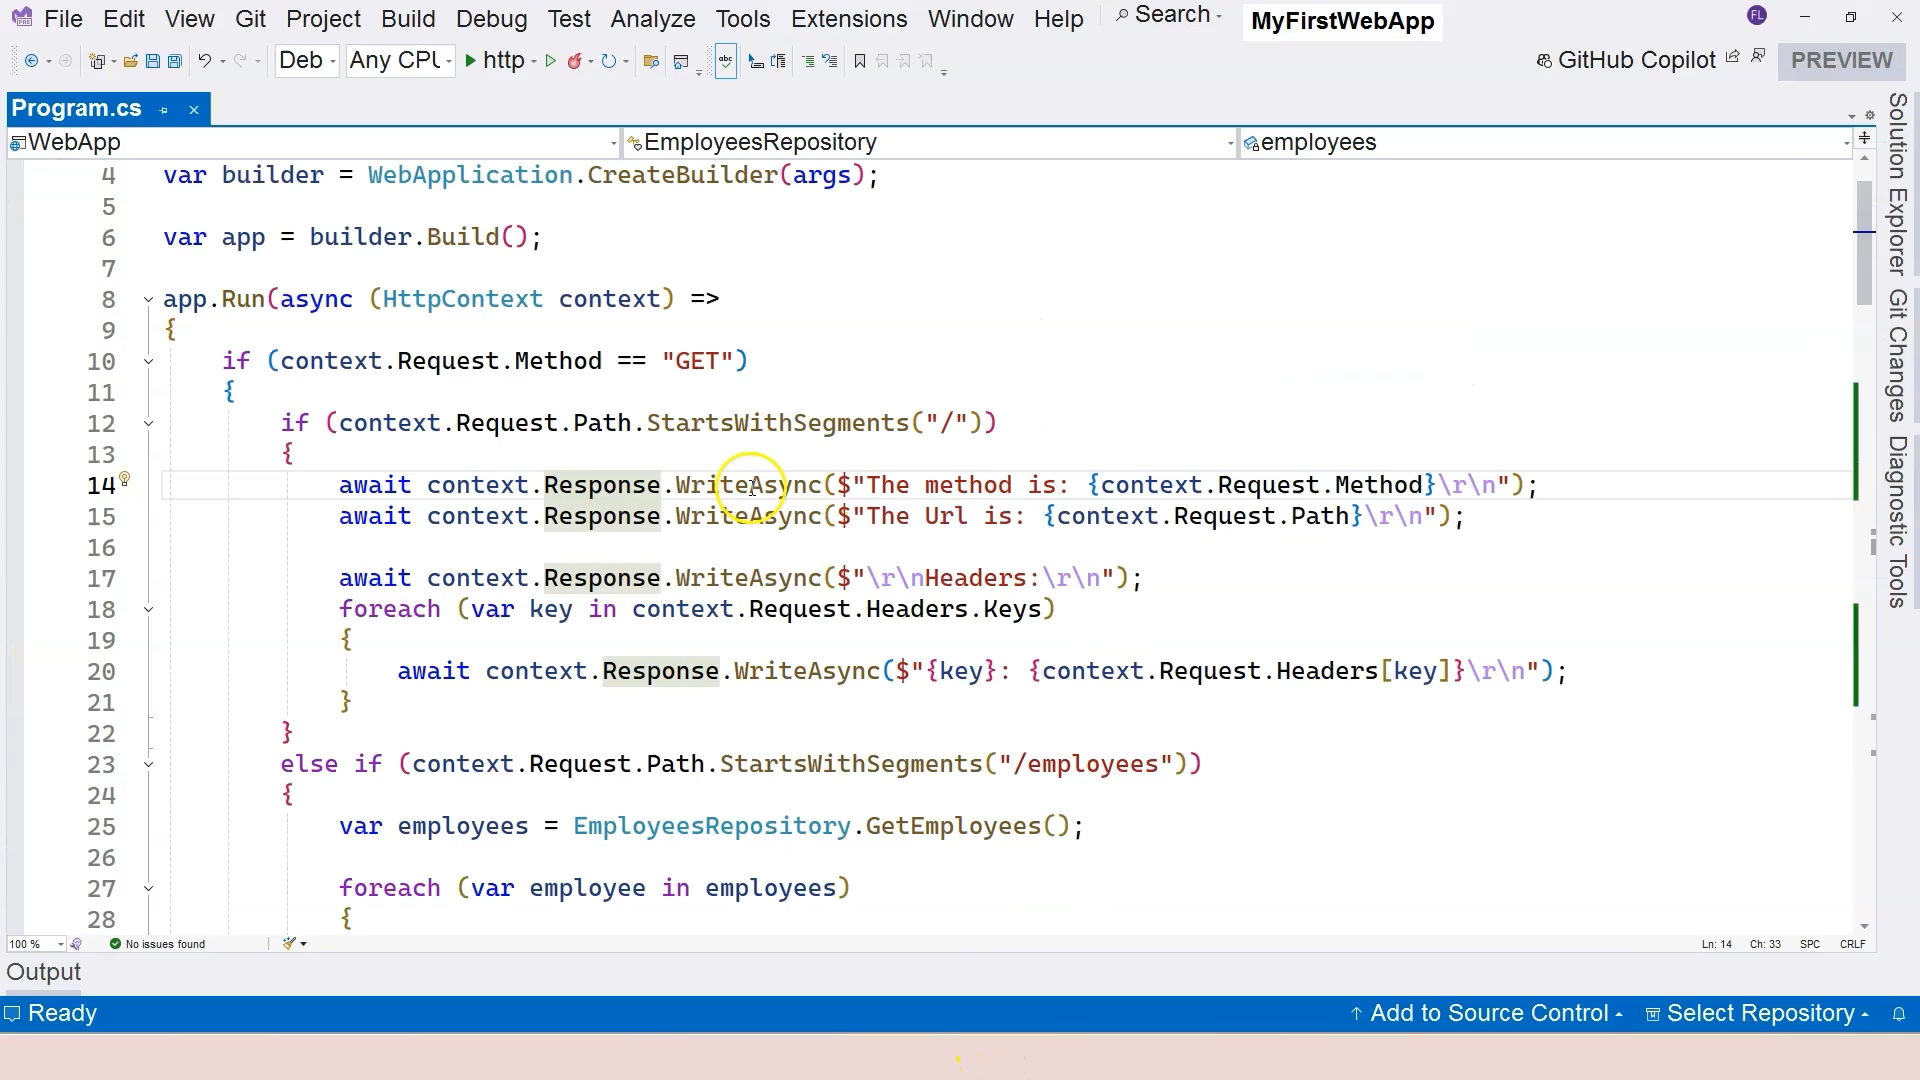 File Edit View Git Project Build Debug Test Analyze Tools Extensions Window Help Search MyFirstWebApp
FL
Deb Any CPU http abc GitHub Copilot PREVIEW
Program.cs
WebApp EmployeesRepository employees
4 var builder = WebApplication.CreateBuilder(args);
5
6 var app = builder.Build();
7
8 app.Run(async (HttpContext context) =>
9 {
10 if (context.Request.Method == "GET")
11 {
12 if (context.Request.Path.StartsWithSegments("/"))
13 {
14 await context.Response.WriteAsync($"The method is: {context.Request.Method}\r\n");
15 await context.Response.WriteAsync($"The Url is: {context.Request.Path}\r\n");
16
17 await context.Response.WriteAsync($"\r\nHeaders:\r\n");
18 foreach (var key in context.Request.Headers.Keys)
19 {
20 await context.Response.WriteAsync($"{key}: {context.Request.Headers[key]}\r\n");
21 }
22 }
23 else if (context.Request.Path.StartsWithSegments("/employees"))
24 {
25 var employees = EmployeesRepository.GetEmployees();
26
27 foreach (var employee in employees)
28 {
100 % No issues found Ln: 14 Ch: 33 SPC CRLF
Output
Ready Add to Source Control Select Repository
Solution Explorer
Git Changes
Diagnostic Tools